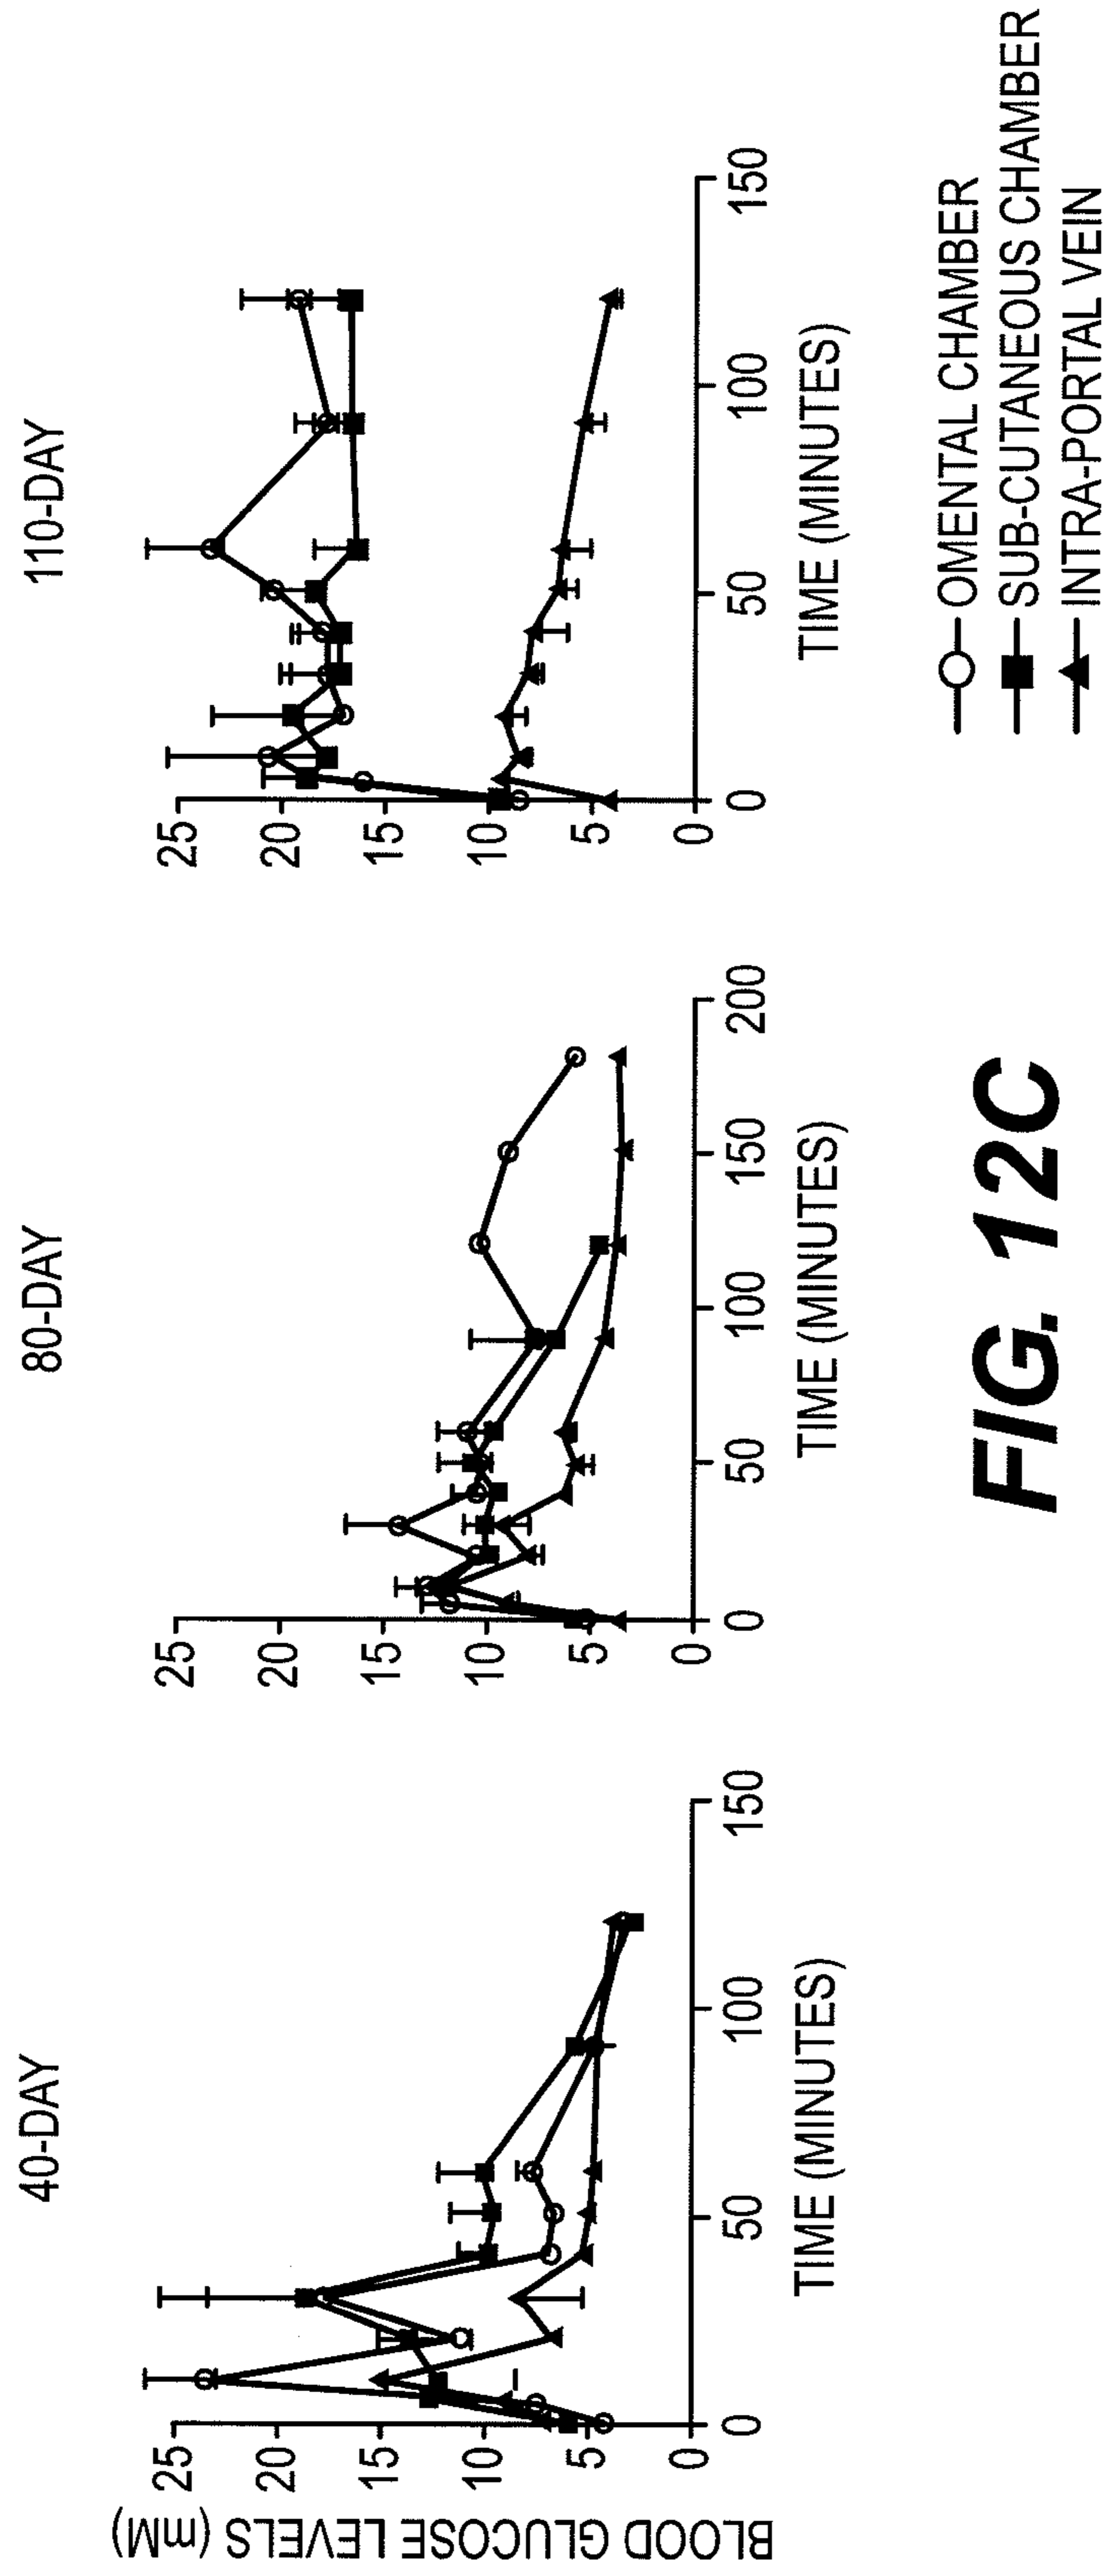 40-DAY
80-DAY
110-DAY
BLOOD GLUCOSE LEVELS (mM)
25
20
15
10
5
0
0
50
100
150
TIME (MINUTES)
25
20
15
10
5
0
0
50
100
150
200
TIME (MINUTES)
25
20
15
10
5
0
0
50
100
150
TIME (MINUTES)
OMENTAL CHAMBER
SUB-CUTANEOUS CHAMBER
INTRA-PORTAL VEIN
FIG. 12C